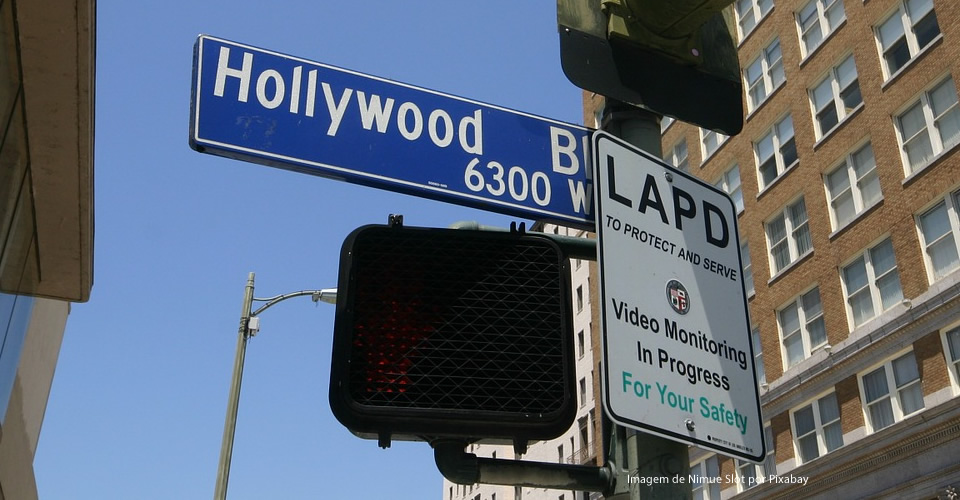 Hollywood Bl
6300 W
LAPD
TO PROTECT AND SERVE
Video Monitoring
In Progress
For Your Safety
Imagem de Nimue Slot por Pixabay